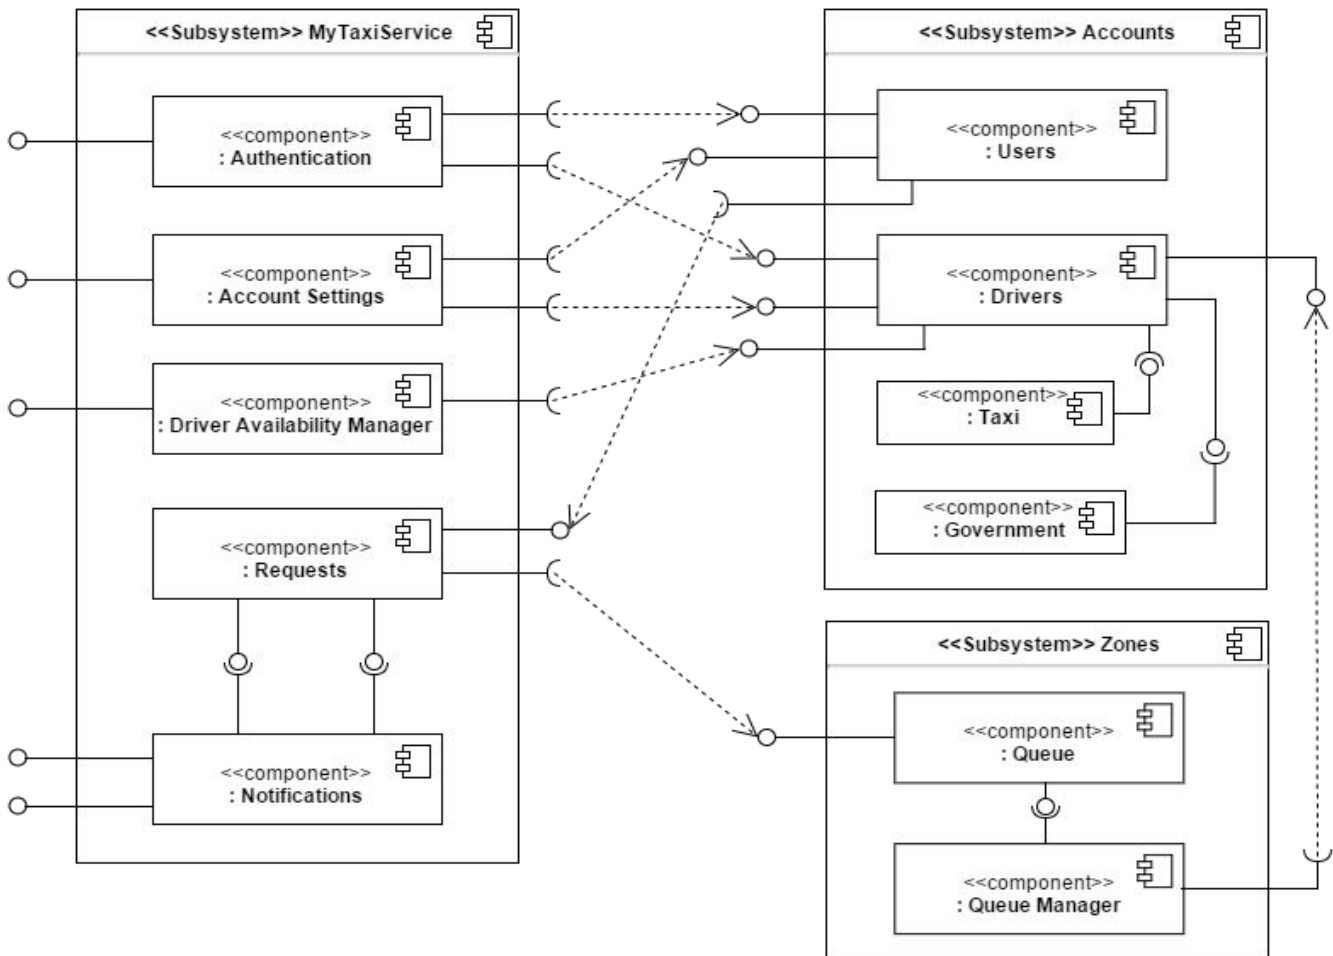 <<Subsystem>> MyTaxiService
<<component>>
: Authentication
<<component>>
: Account Settings
<<component>>
: Driver Availability Manager
<<component>>
: Requests
<<component>>
: Notifications
<<Subsystem>> Accounts
<<component>>
: Users
<<component>>
: Drivers
<<component>>
: Taxi
<<component>>
: Government
<<Subsystem>> Zones
<<component>>
: Queue
<<component>>
: Queue Manager